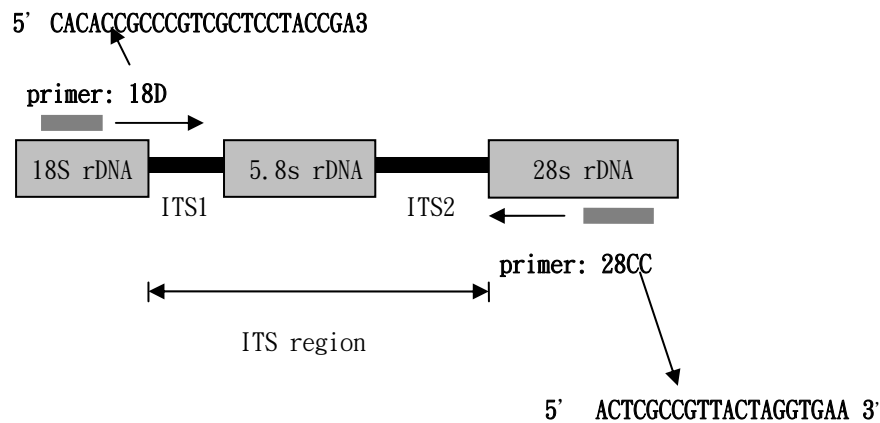 5' CACACCGCCCGTCGCTCCTACCGA3
primer: 18D
18S rDNA 5.8s rDNA 28s rDNA
ITS1 ITS2
primer: 28CC
ITS region
5' ACTCGCCGTTACTAGGTGAA 3'